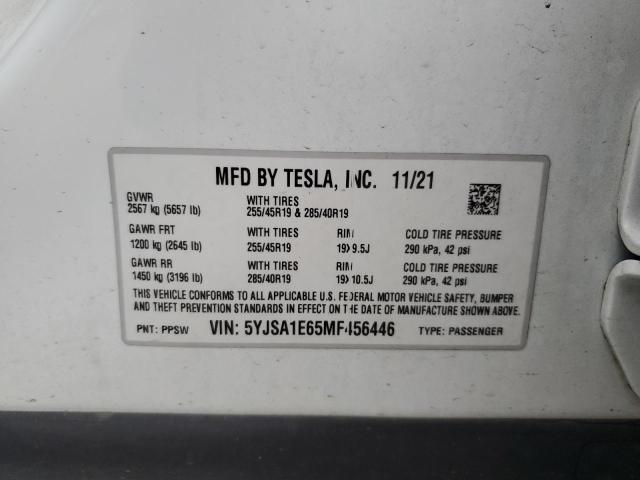 MFD BY TESLA, INC. 11/21
GVWR
2567 kg (5657 lb)
WITH TIRES
255/45R19 & 285/40R19
GAWR FRT
1200 kg (2645 lb)
WITH TIRES
255/45R19
RIM
19X9.5J
COLD TIRE PRESSURE
290 kPa, 42 psi
GAWR RR
1450 kg (3196 lb)
WITH TIRES
285/40R19
RIM
19X10.5J
COLD TIRE PRESSURE
290 kPa, 42 psi
THIS VEHICLE CONFORMS TO ALL APPLICABLE U.S. FEDERAL MOTOR VEHICLE SAFETY, BUMPER
AND THEFT PREVENTION STANDARDS IN EFFECT ON THE DATE OF MANUFACTURE SHOWN ABOVE.
PNT: PPSW VIN: 5YJSA1E65MF456446 TYPE: PASSENGER